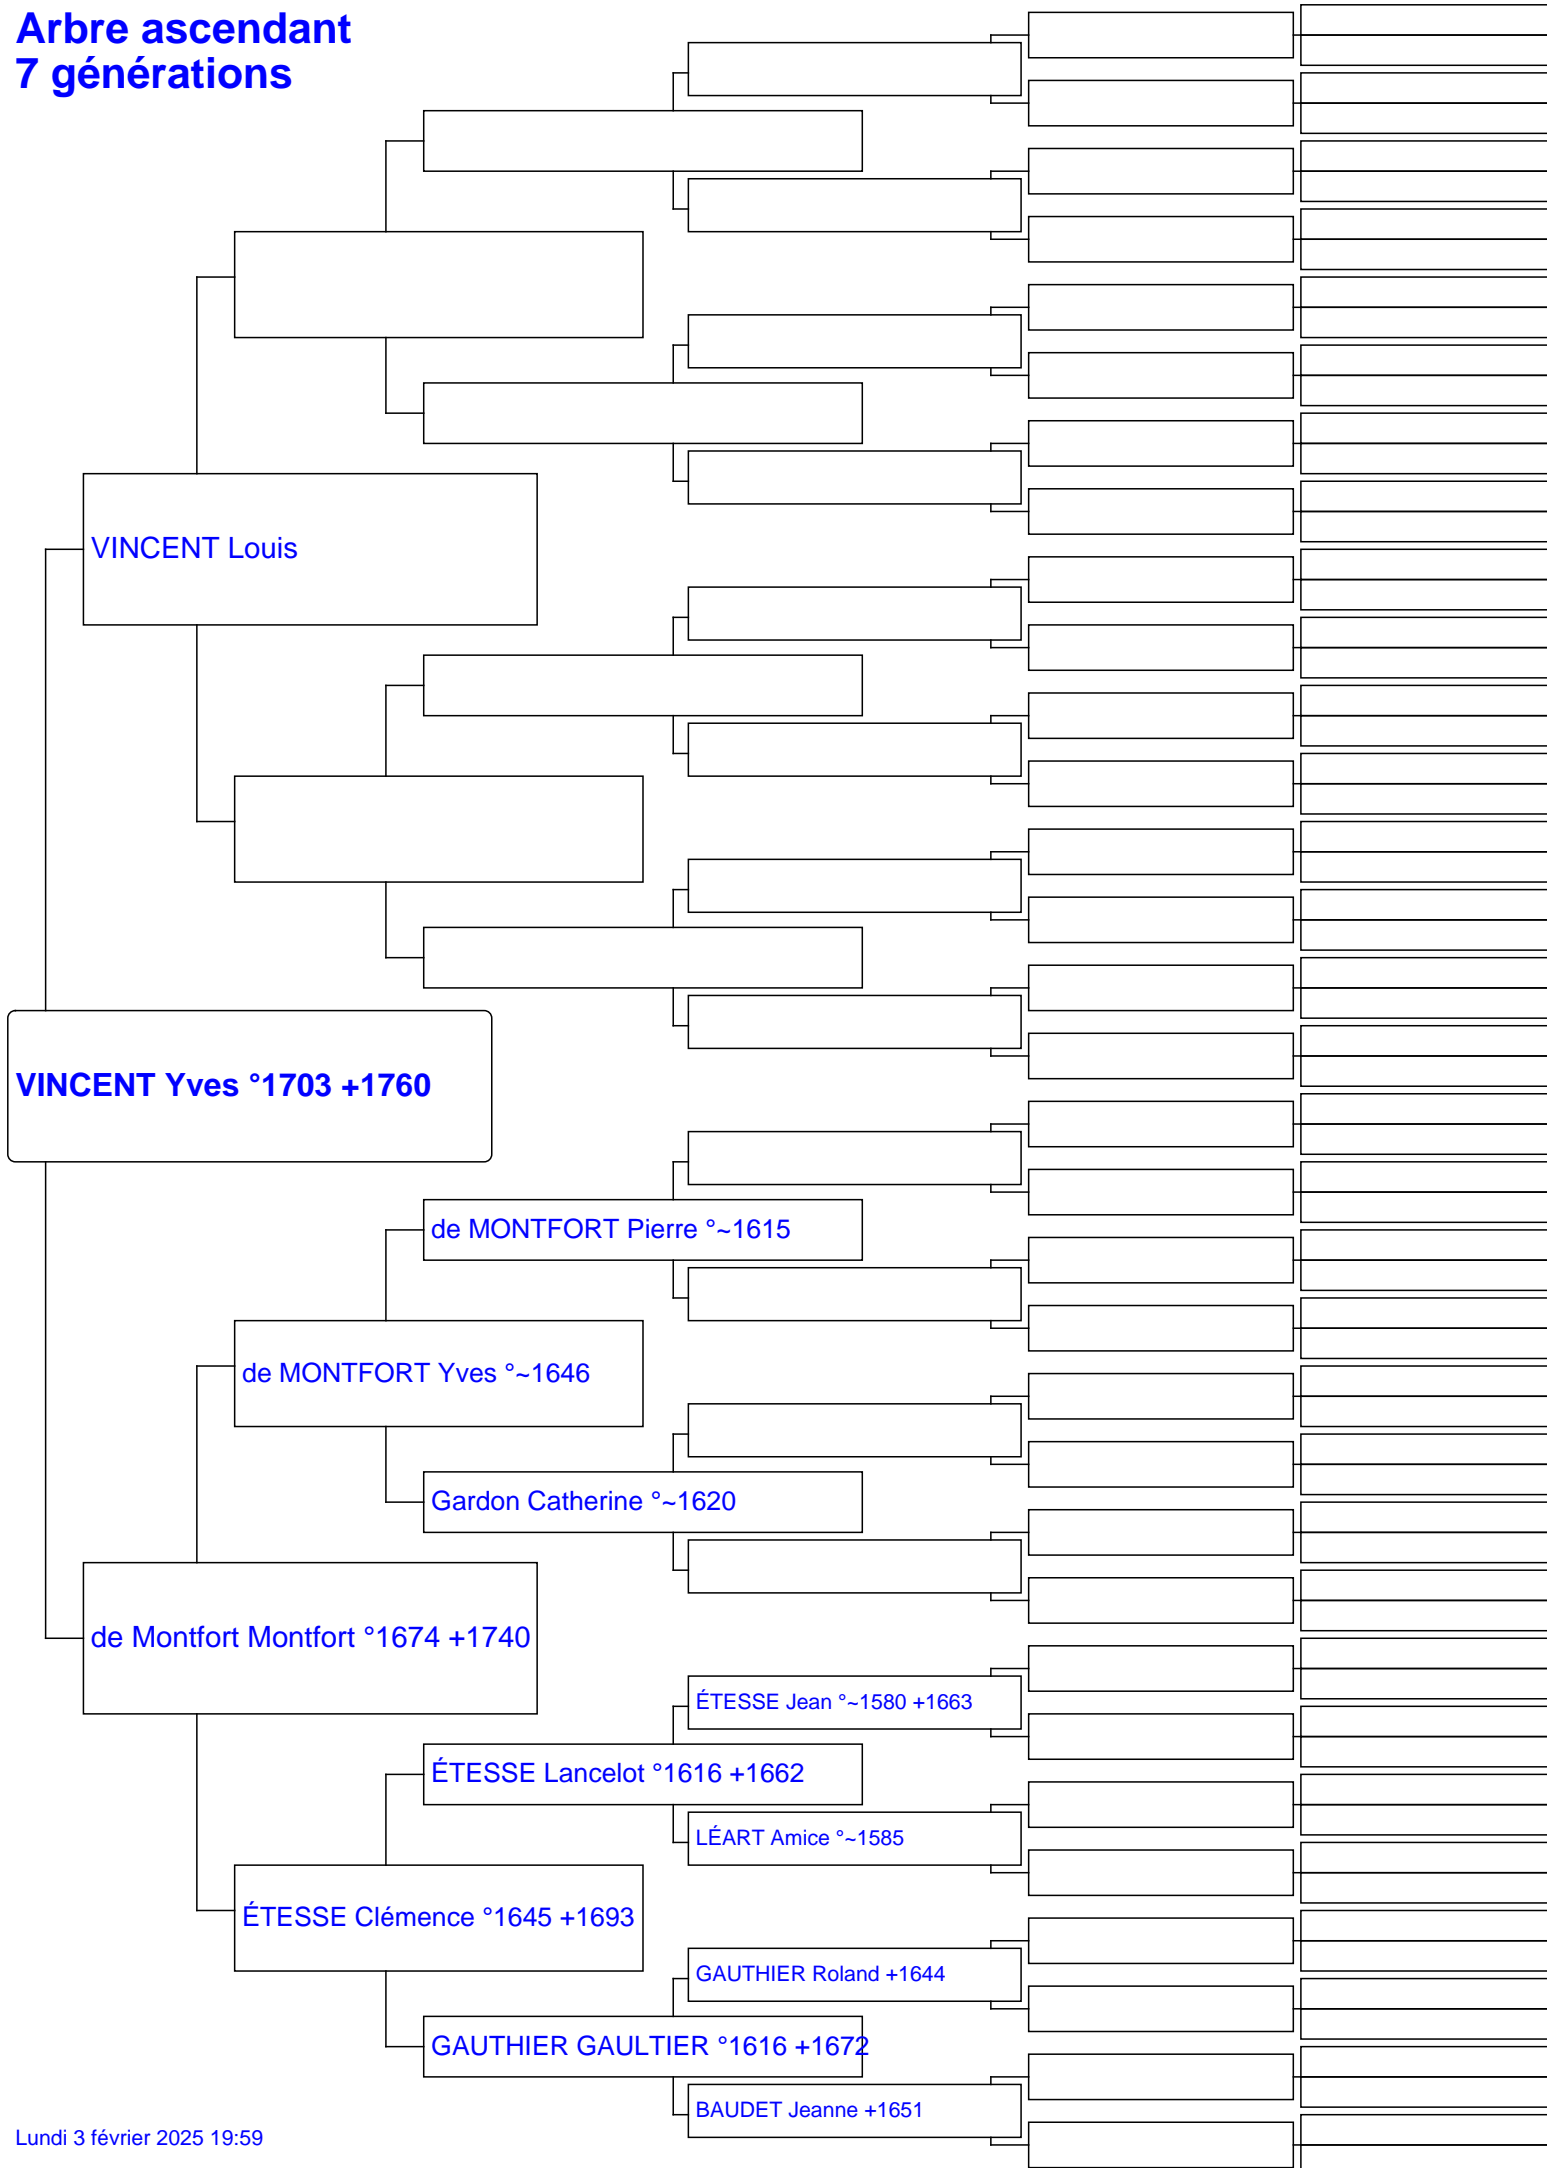 Arbre ascendant
7 générations
VINCENT Louis
VINCENT Yves °1703 +1760
de MONTFORT Pierre °~1615
de MONTFORT Yves °~1646
Gardon Catherine °~1620
de Montfort Montfort °1674 +1740
ÉTESSE Jean °~1580 +1663
ÉTESSE Lancelot °1616 +1662
LÉART Amice °~1585
ÉTESSE Clémence °1645 +1693
GAUTHIER Roland +1644
GAUTHIER GAULTIER °1616 +1672
BAUDET Jeanne +1651
Lundi 3 février 2025 19:59